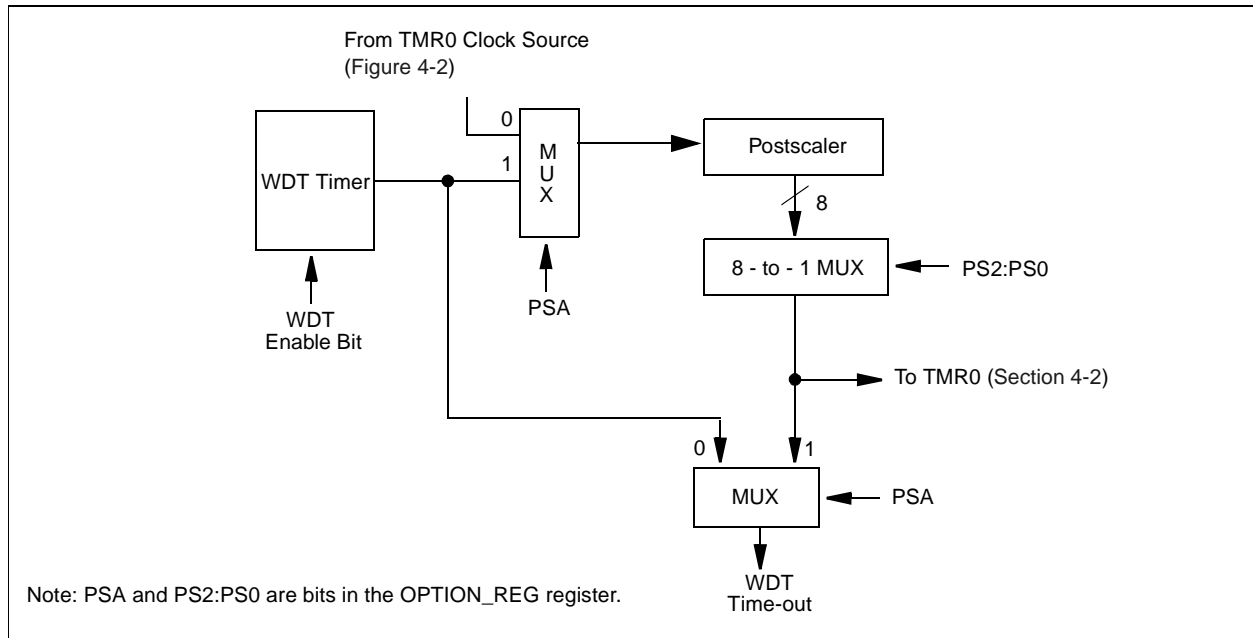 From TMR0 Clock Source
(Figure 4-2)
0
1
M
U
X
WDT Timer
Postscaler
8
8 - to - 1 MUX
PS2:PS0
PSA
WDT
Enable Bit
To TMR0 (Section 4-2)
0
1
MUX
PSA
WDT
Time-out
Note: PSA and PS2:PS0 are bits in the OPTION_REG register.